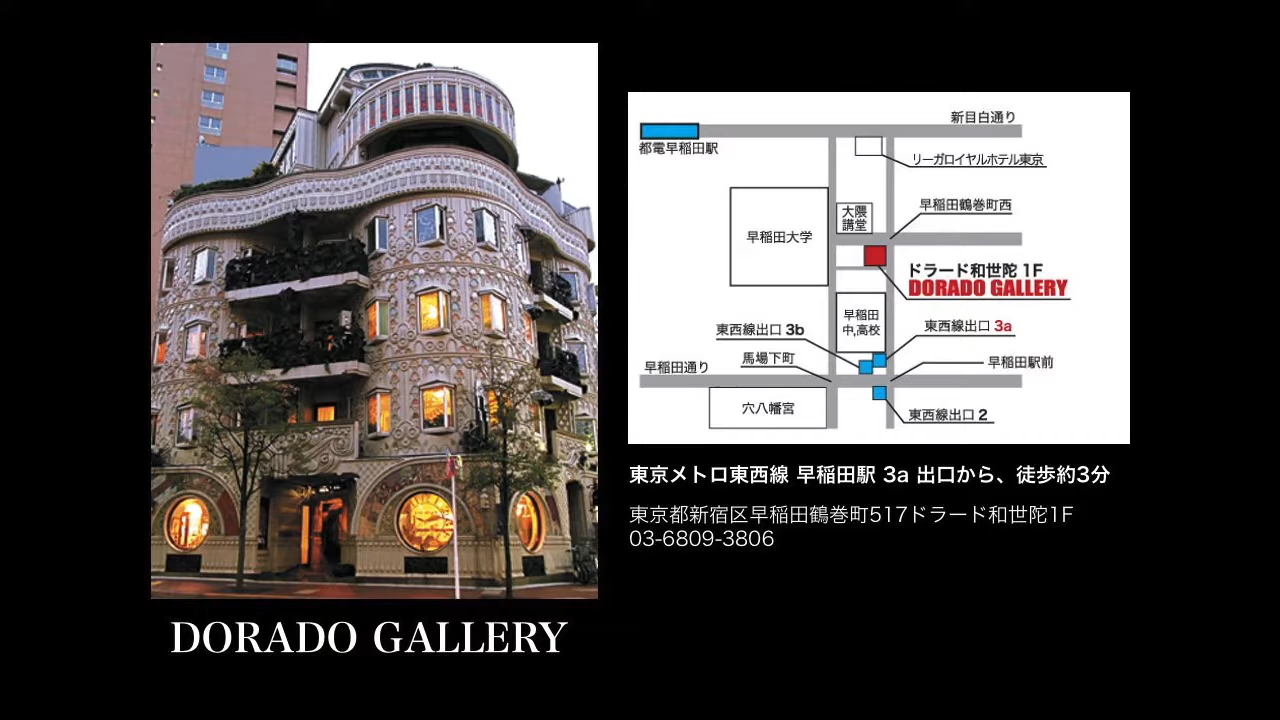 DORADO GALLERY
新目白通り
都電早稲田駅
リーガロイヤルホテル東京
早稲田鶴巻町西
大隈
講堂
早稲田大学
ドラード和世陀 1F
DORADO GALLERY
早稲田
中,高校
東西線出口 3b
東西線出口 3a
馬場下町
早稲田通り
早稲田駅前
穴八幡宮
東西線出口 2
東京メトロ東西線 早稲田駅 3a 出口から、徒歩約3分
東京都新宿区早稲田鶴巻町517ドラード和世陀1F
03-6809-3806